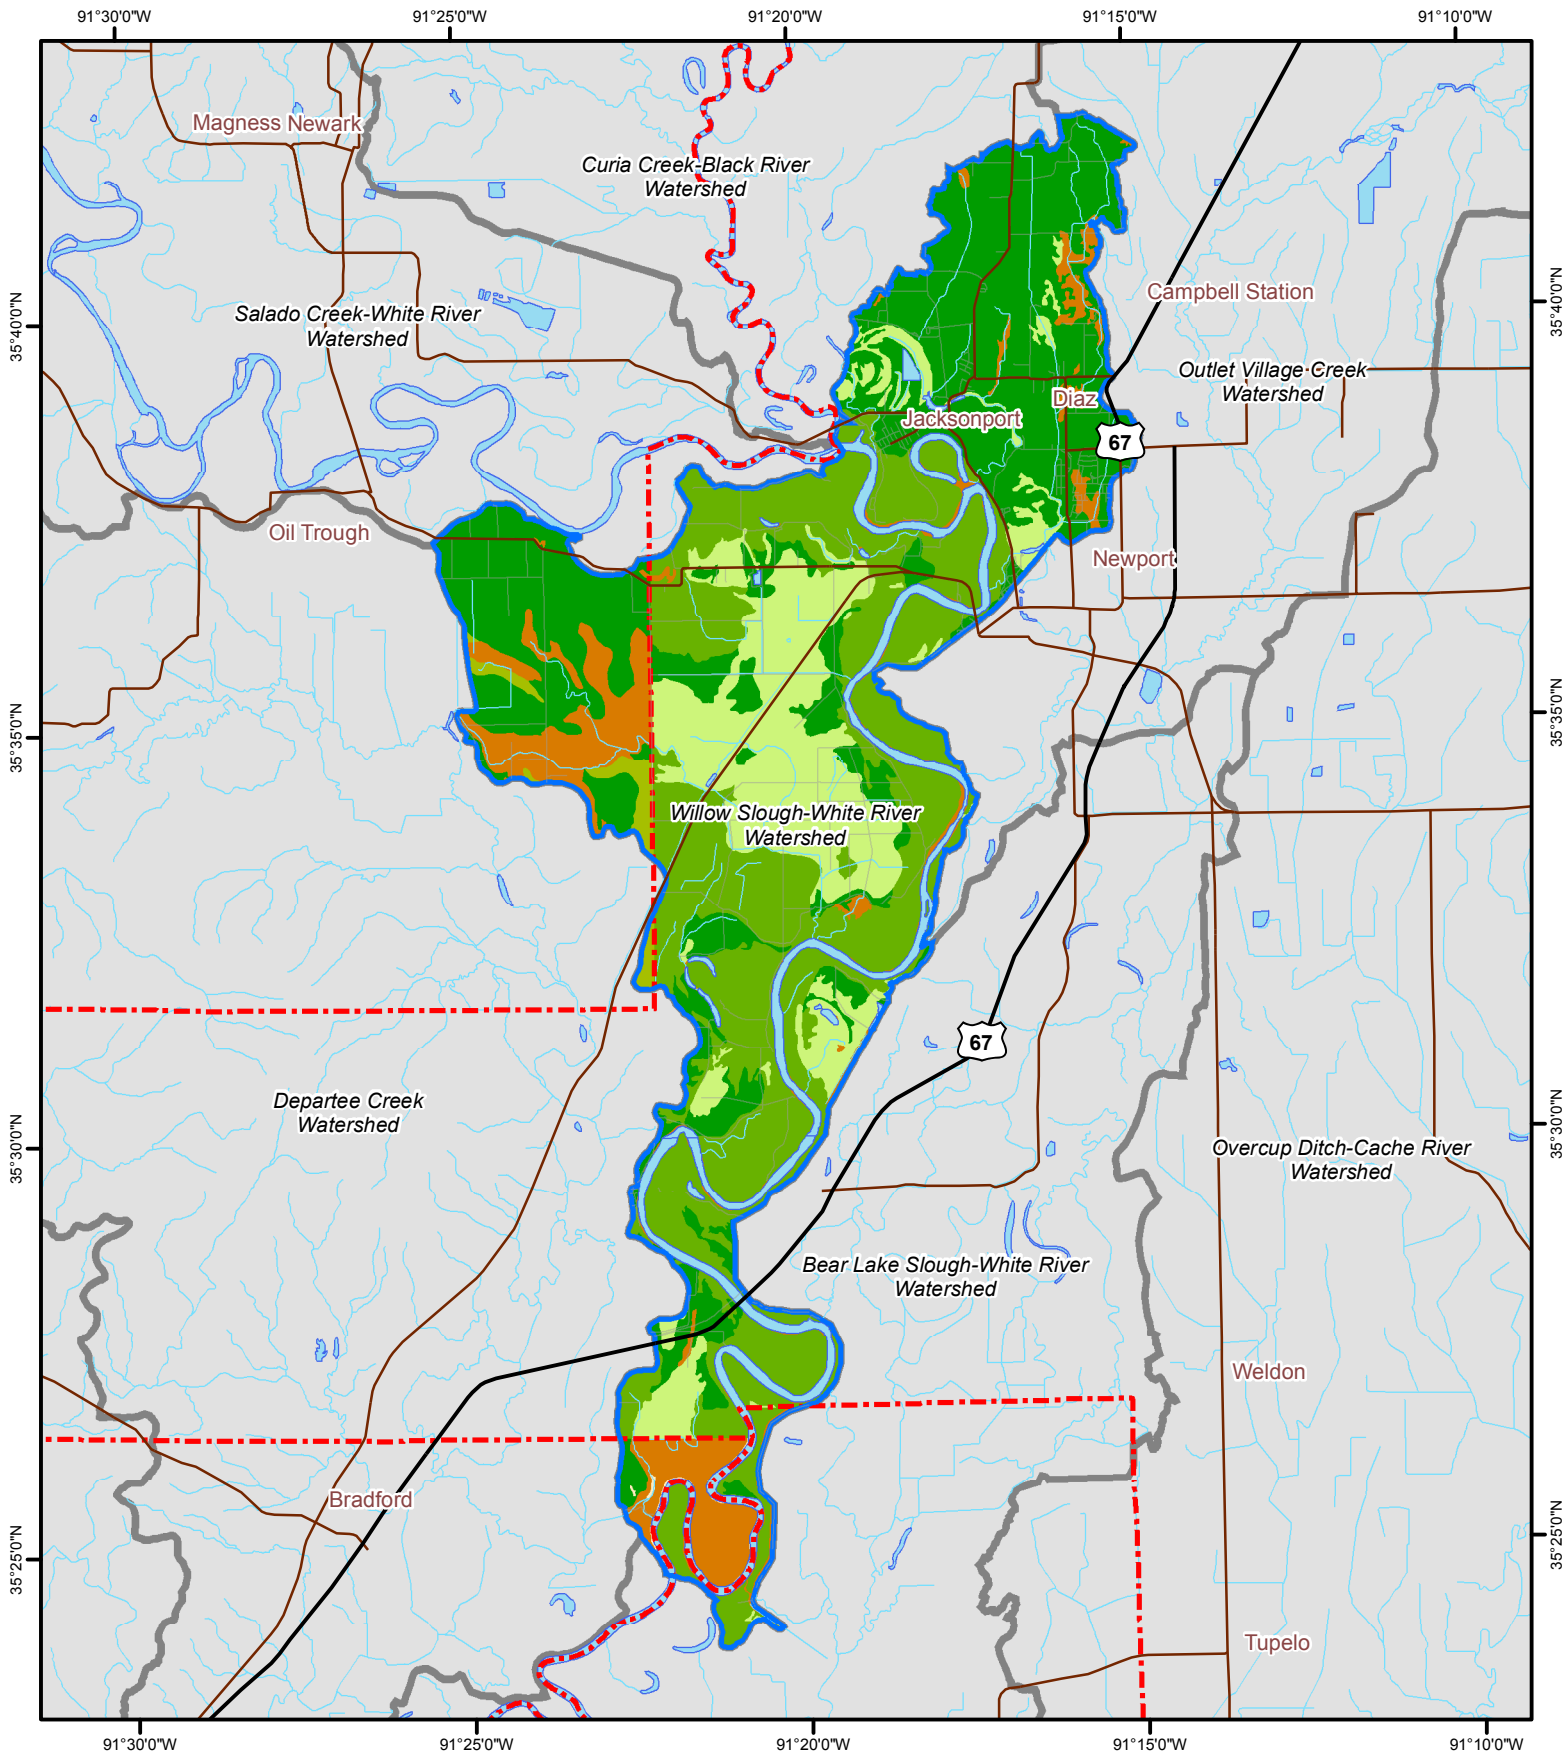 91°30'0"W
91°25'0"W
91°20'0"W
91°15'0"W
91°10'0"W
Magness
Newark
Curia Creek-Black River
Watershed
Campbell Station
35°40'0"N
35°40'0"N
Salado Creek-White River
Watershed
Outlet Village Creek
Watershed
Diaz
Jacksonport
67
Oil Trough
Newport
35°35'0"N
35°35'0"N
Willow Slough-White River
Watershed
67
Departee Creek
Watershed
35°30'0"N
35°30'0"N
Overcup Ditch-Cache River
Watershed
Bear Lake Slough-White River
Watershed
Weldon
Bradford
35°25'0"N
35°25'0"N
Tupelo
91°30'0"W
91°25'0"W
91°20'0"W
91°15'0"W
91°10'0"W